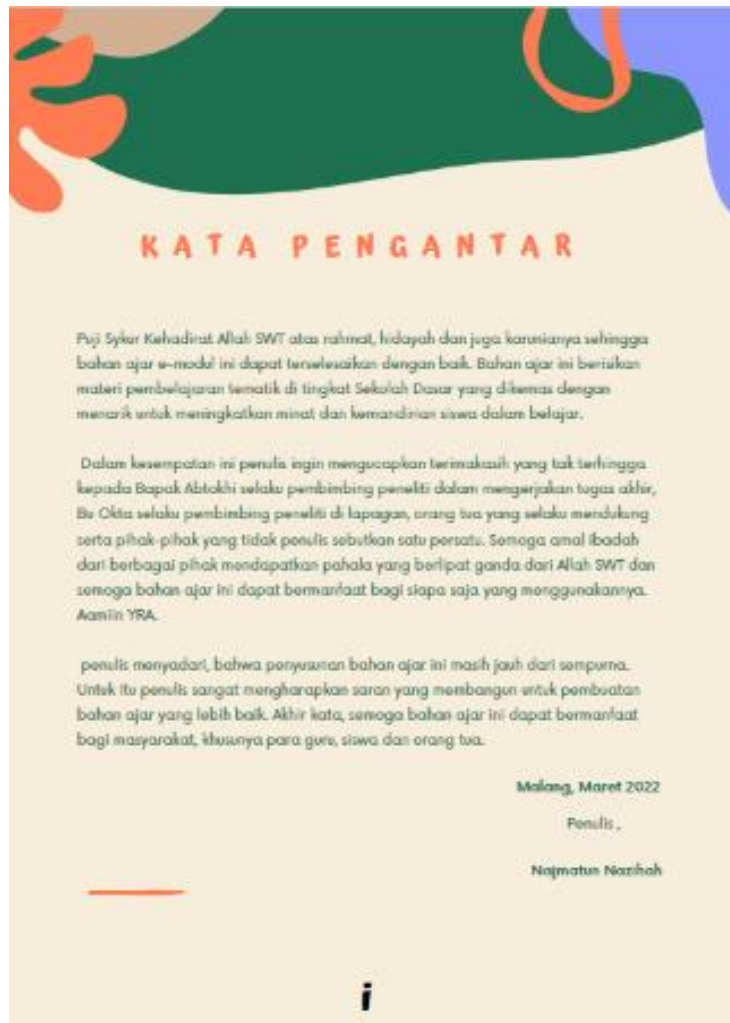 KATA PENGANTAR
Puji Sykur Kehadirat Allah SWT atas rahmat, hidayah dan juga karunianya sehingga
bahan ajar e-modul ini dapat terselesaikan dengan baik. Bahan ajar ini berisikan
materi pembelajaran tematik di tingkat Sekolah Dasar yang dikemas dengan
menarik untuk meningkatkan minat dan kemandirian siswa dalam belajar.
Dalam kesempatan ini penulis ingin mengucapkan terimakasih yang tak terhingga
kepada Bapak Abtokhi selaku pembimbing peneliti dalam mengerjakan tugas akhir,
Bu Okta selaku pembimbing peneliti di lapagan, orang tua yang selaku mendukung
serta pihak-pihak yang tidak penulis sebutkan satu persatu. Semoga amal ibadah
dari berbagai pihak mendapatkan pahala yang berlipat ganda dari Allah SWT dan
semoga bahan ajar ini dapat bermanfaat bagi siapa saja yang menggunakannya.
Aamiin YRA.
penulis menyadari, bahwa penyusunan bahan ajar ini masih jauh dari sempurna.
Untuk itu penulis sangat mengharapkan saran yang membangun untuk pembuatan
bahan ajar yang lebih baik. Akhir kata, semoga bahan ajar ini dapat bermanfaat
bagi masyarakat, khusunya para guru, siswa dan orang tua.
Malang, Maret 2022
Penulis ,
Najmatun Nazihah
i